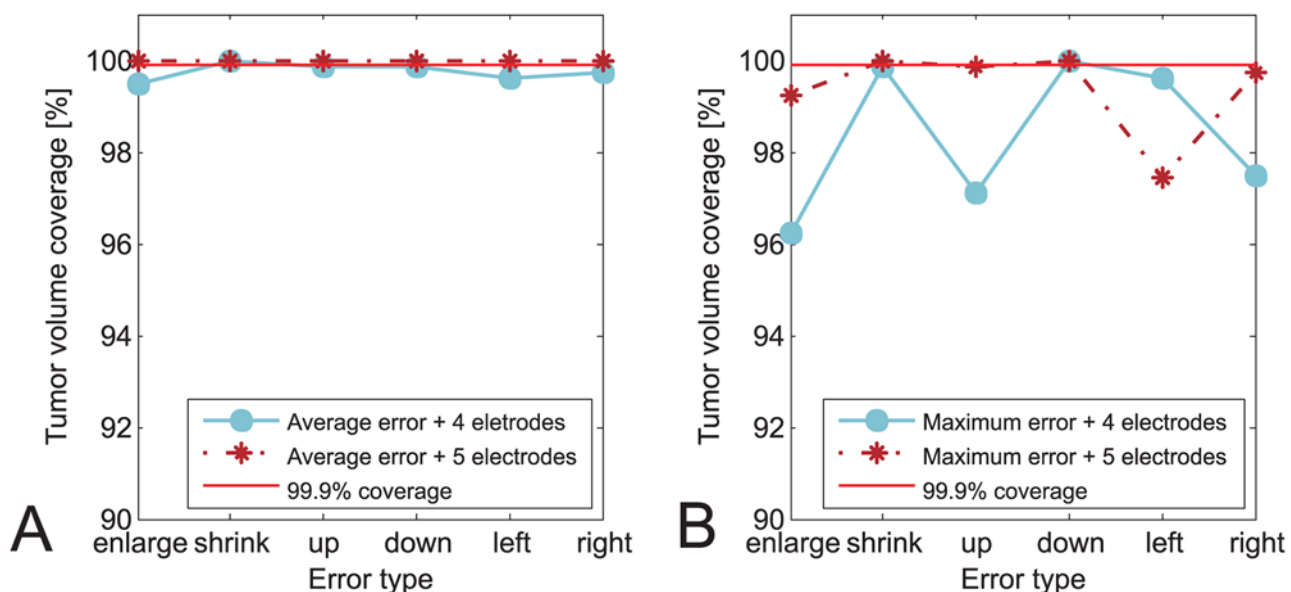 Tumor volume coverage [%]
100
98
96
94
92
90
Average error + 4 eletrodes
Average error + 5 electrodes
99.9% coverage
A
enlarge shrink up down left right
Error type
Tumor volume coverage [%]
100
98
96
94
92
90
Maximum error + 4 electrodes
Maximum error + 5 electrodes
99.9% coverage
B
enlarge shrink up down left right
Error type